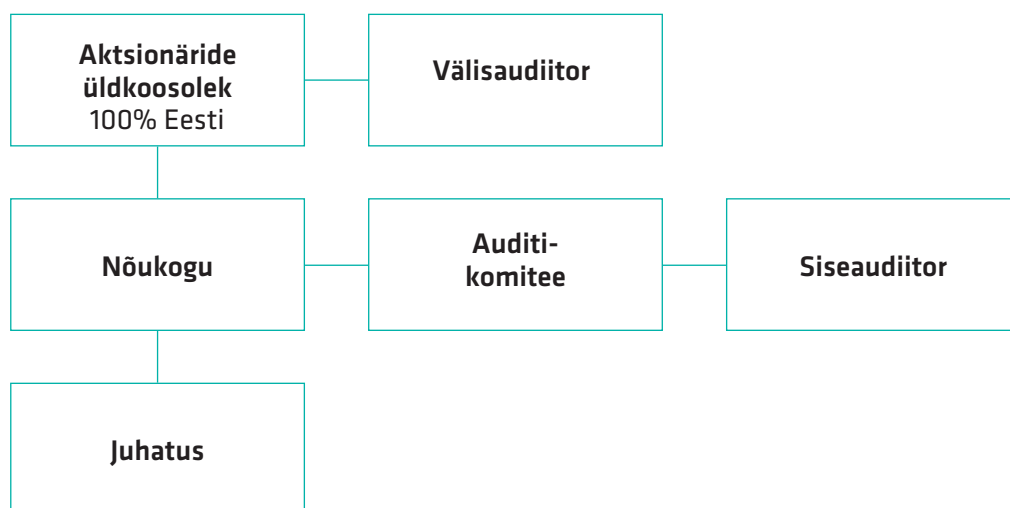 Aktsionäride
üldkoosolek
100% Eesti
Välisaudiitor
Nõukogu
Auditi-
komitee
Siseaudiitor
Juhatus